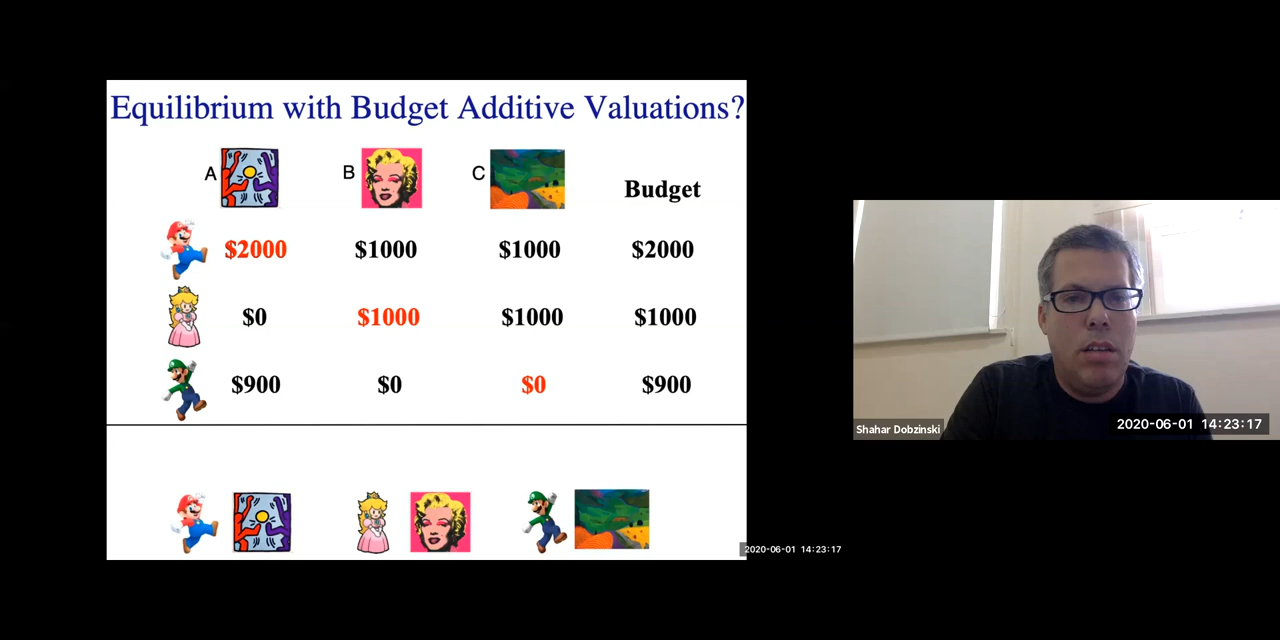 Equilibrium with Budget Additive Valuations?
A
B
C
Budget
$2000 $1000 $1000 $2000
$0 $1000 $1000 $1000
$900 $0 $0 $900
Shahar Dobzinski
2020-06-01 14:23:17
2020-06-01 14:23:17